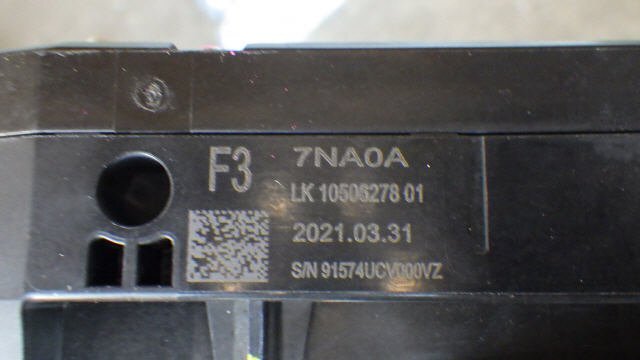 F3
7NA0A
LK 10506278 01
2021.03.31
S/N 91574UCV000VZ